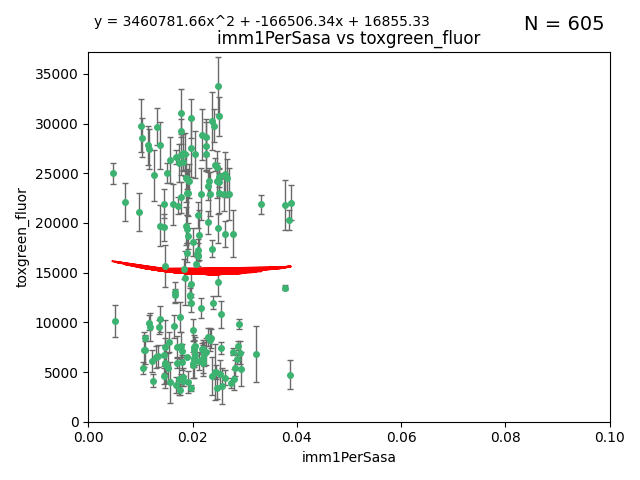 y = 3460781.66x^2 + -166506.34x + 16855.33
N = 605
imm1PerSasa vs toxgreen_fluor
35000
30000
25000
20000
15000
10000
5000
0
toxgreen_fluor
0.00 0.02 0.04 0.06 0.08 0.10
imm1PerSasa